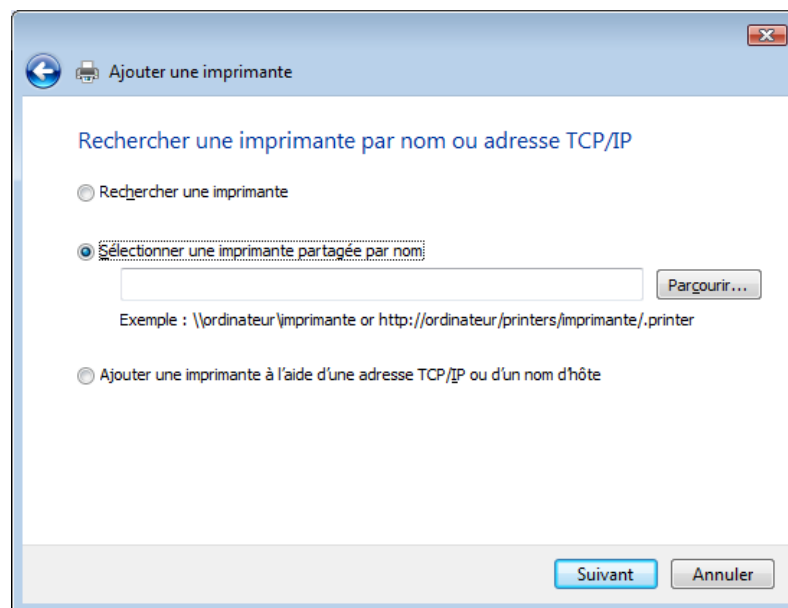 Ajouter une imprimante
Rechercher une imprimante par nom ou adresse TCP/IP
Rechercher une imprimante
Sélectionner une imprimante partagée par nom
Parcourir...
Exemple : \\ordinateur\imprimante or http://ordinateur/printers/imprimante/.printer
Ajouter une imprimante à l'aide d'une adresse TCP/IP ou d'un nom d'hôte
Suivant
Annuler